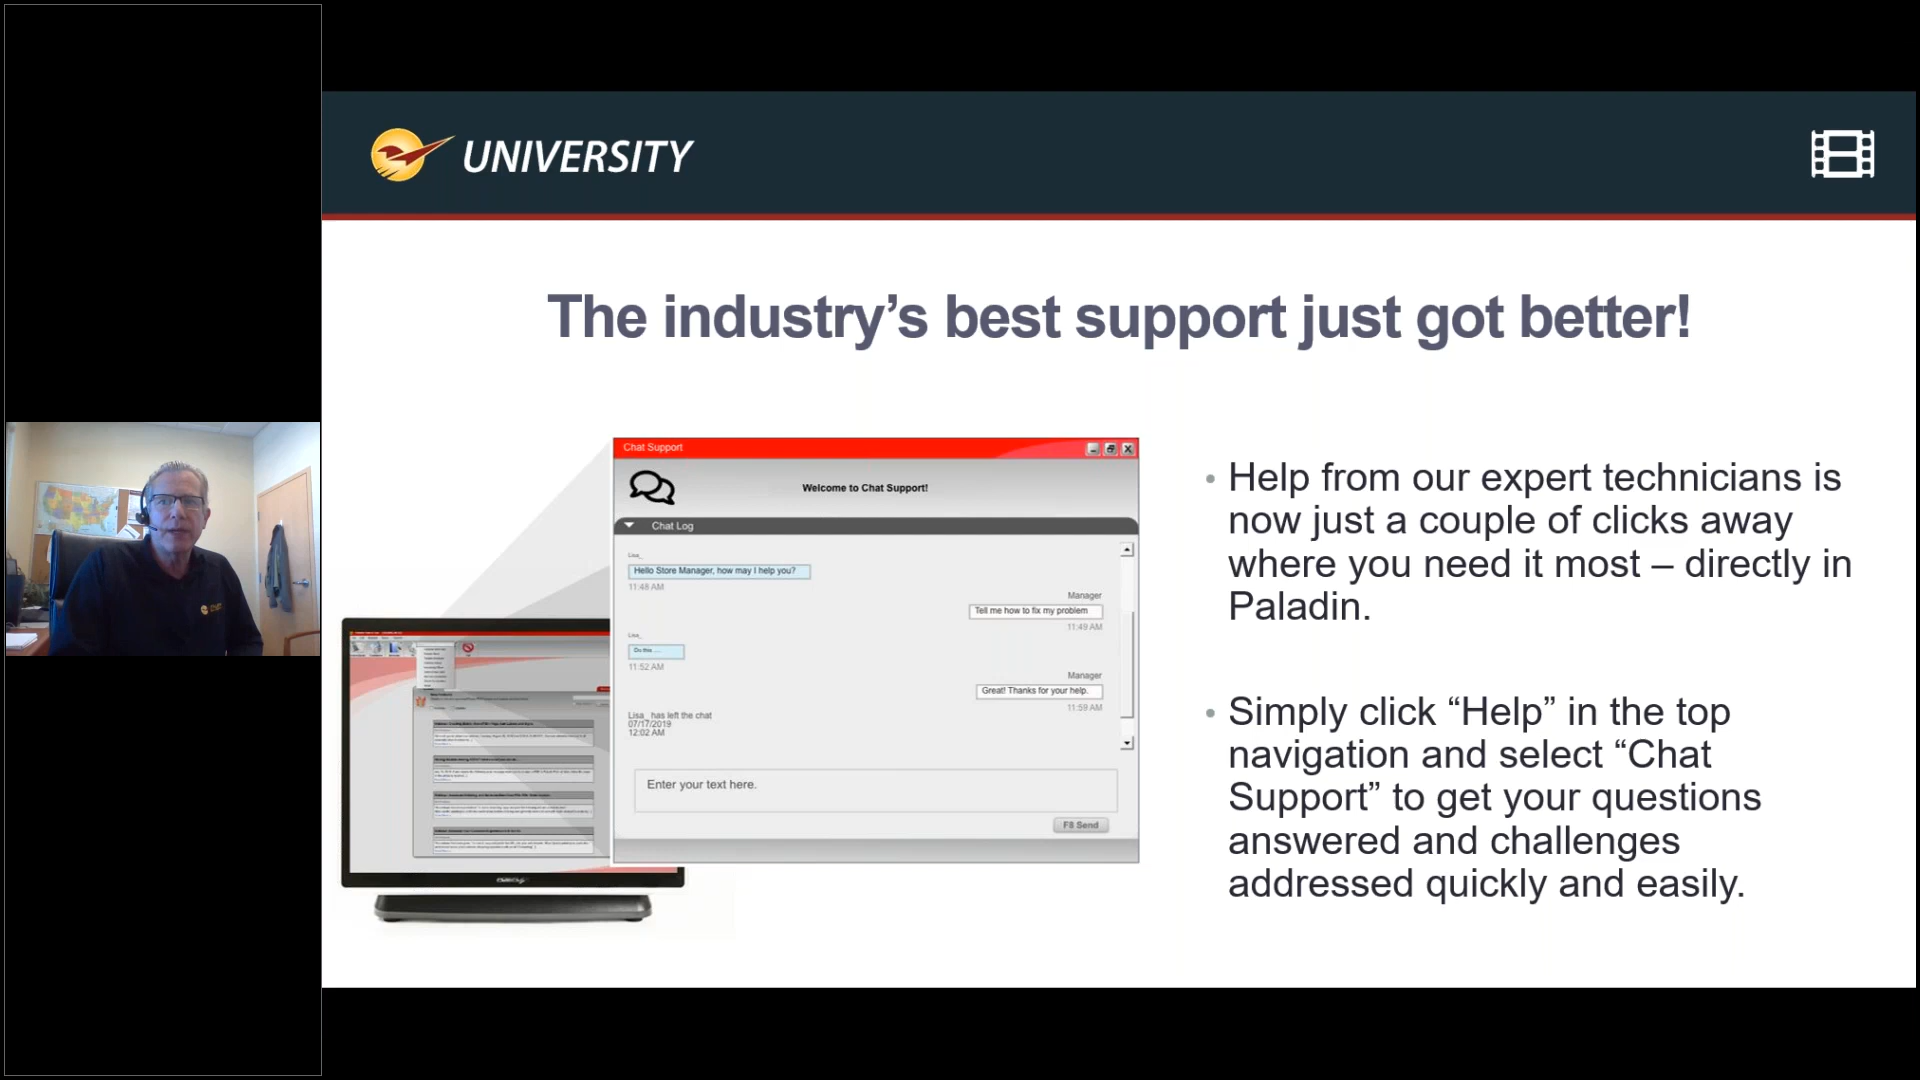 UNIVERSITY
The industry’s best support just got better!
Chat Support
Welcome to Chat Support!
Chat Log
Lisa_
Hello Store Manager, how may I help you?
11:48 AM
Manager
Tell me how to fix my problem
11:49 AM
Lisa_
Do this ....
11:52 AM
Manager
Great! Thanks for your help.
11:59 AM
Lisa_ has left the chat
07/17/2019
12:02 AM
Enter your text here.
F8 Send
• Help from our expert technicians is
now just a couple of clicks away
where you need it most – directly in
Paladin.
• Simply click “Help” in the top
navigation and select “Chat
Support” to get your questions
answered and challenges
addressed quickly and easily.